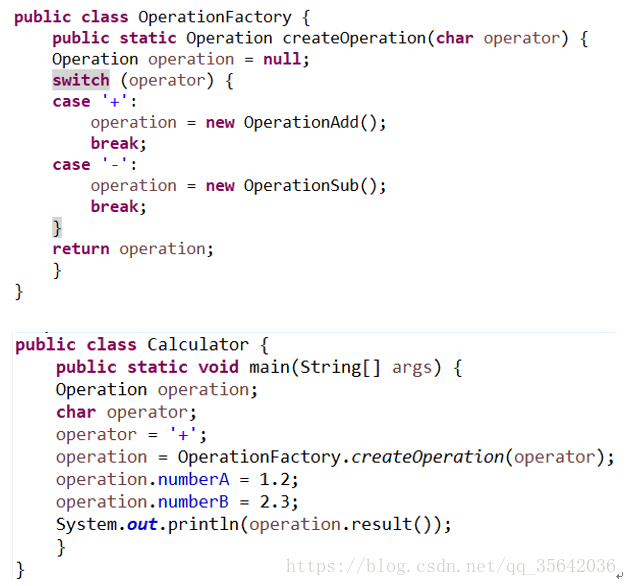 public class OperationFactory {
public static Operation createOperation(char operator) {
Operation operation = null;
switch (operator) {
case '+':
operation = new OperationAdd();
break;
case '-':
operation = new OperationSub();
break;
}
return operation;
}
}
public class Calculator {
public static void main(String[] args) {
Operation operation;
char operator;
operator = '+';
operation = OperationFactory.createOperation(operator);
operation.numberA = 1.2;
operation.numberB = 2.3;
System.out.println(operation.result());
}
}
https://blog.csdn.net/qq_35642036